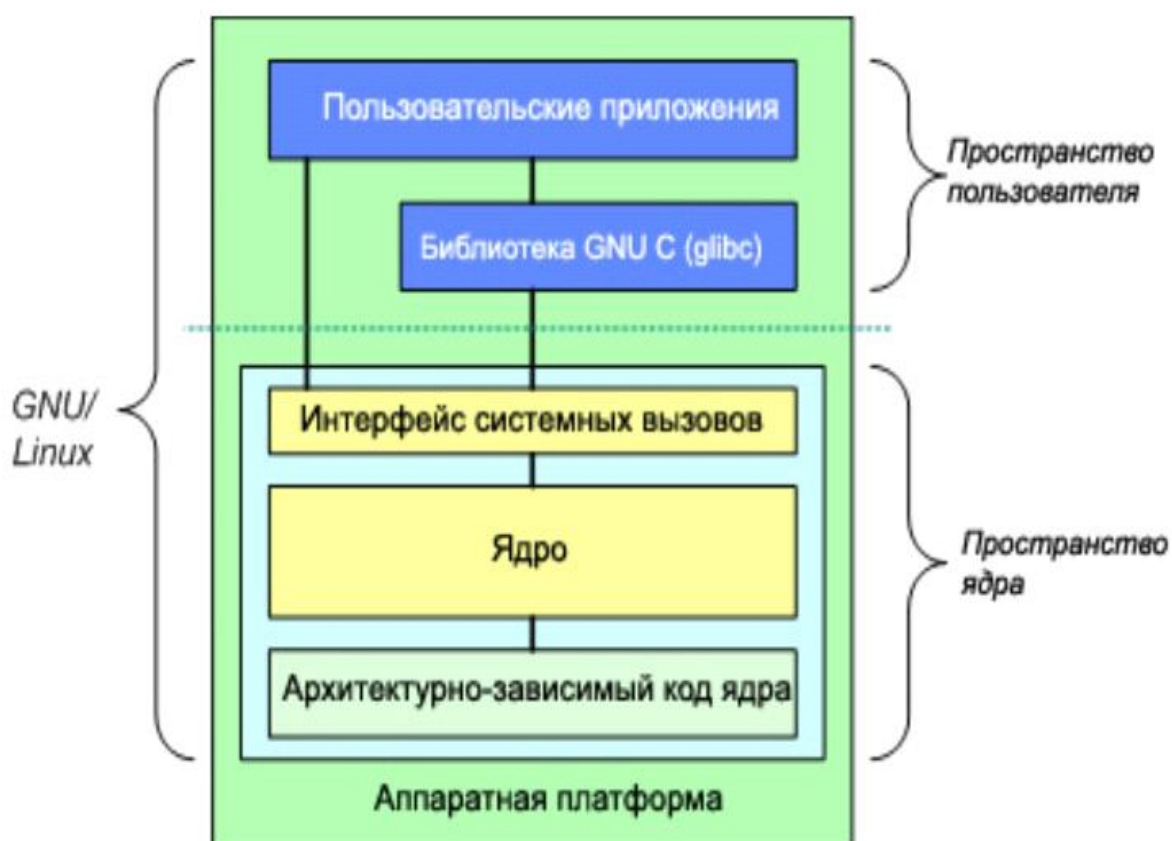 Пользовательские приложения
Пространство
пользователя
Библиотека GNU C (glibc)
GNU/
Linux
Интерфейс системных вызовов
Ядро
Пространство
ядра
Архитектурно-зависимый код ядра
Аппаратная платформа